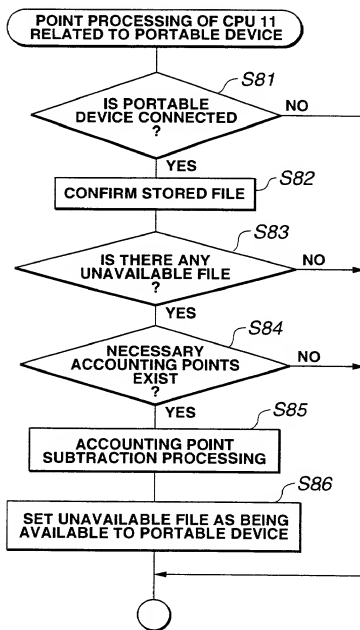 POINT PROCESSING OF CPU 11
RELATED TO PORTABLE DEVICE
S81
IS PORTABLE
DEVICE CONNECTED
?
NO
YES
S82
CONFIRM STORED FILE
S83
IS THERE ANY
UNAVAILABLE FILE
?
NO
YES
S84
NECESSARY
ACCOUNTING POINTS
EXIST
?
NO
YES
S85
ACCOUNTING POINT
SUBTRACTION PROCESSING
S86
SET UNAVAILABLE FILE AS BEING
AVAILABLE TO PORTABLE DEVICE